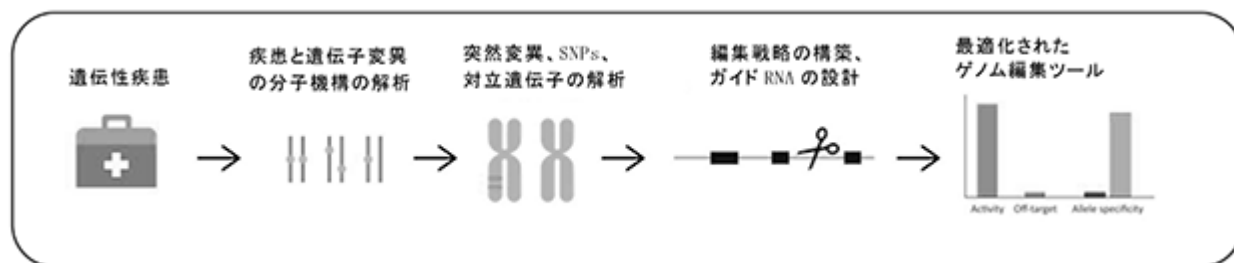 遺伝性疾患
疾患と遺伝子変異
の分子機構の解析
突然変異、SNPs、
対立遺伝子の解析
編集戦略の構築、
ガイド RNA の設計
最適化された
ゲノム編集ツール
Activity
Off-target
Allele specificity